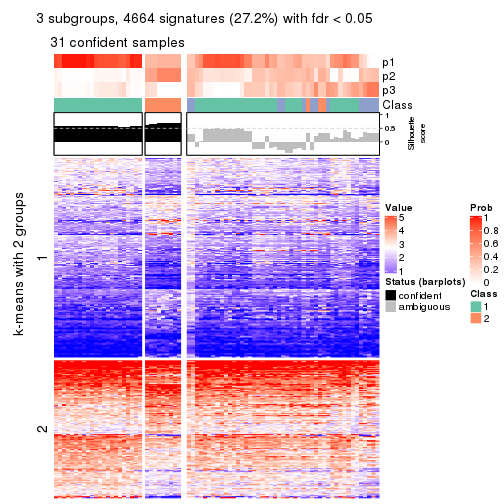 3 subgroups, 4664 signatures (27.2%) with fdr < 0.05
31 confident samples
p1
p2
p3
Class
1
0.5
0
Silhouette
score
k-means with 2 groups
1
2
Value
5
4
3
2
1
Status (barplots)
confident
ambiguous
Prob
1
0.8
0.6
0.4
0.2
0
Class
1
2